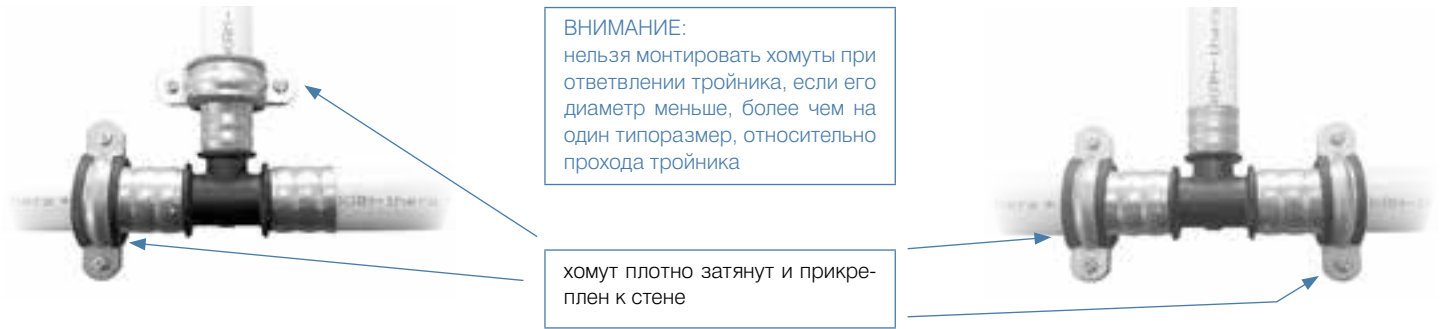 ВНИМАНИЕ:
нельзя монтировать хомуты при
ответвлении тройника, если его
диаметр меньше, более чем на
один типоразмер, относительно
прохода тройника
хомут плотно затянут и прикре-
плен к стене